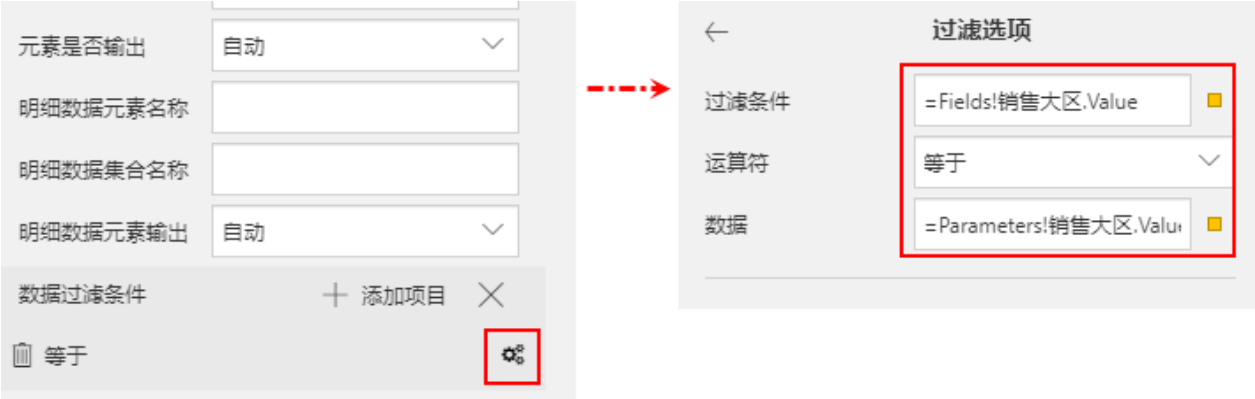 元素是否输出 自动
明细数据元素名称
明细数据集合名称
明细数据元素输出 自动
数据过滤条件 添加项目
等于
过滤选项
过滤条件 =Fields!销售大区.Value
运算符 等于
数据 =Parameters!销售大区.Valu